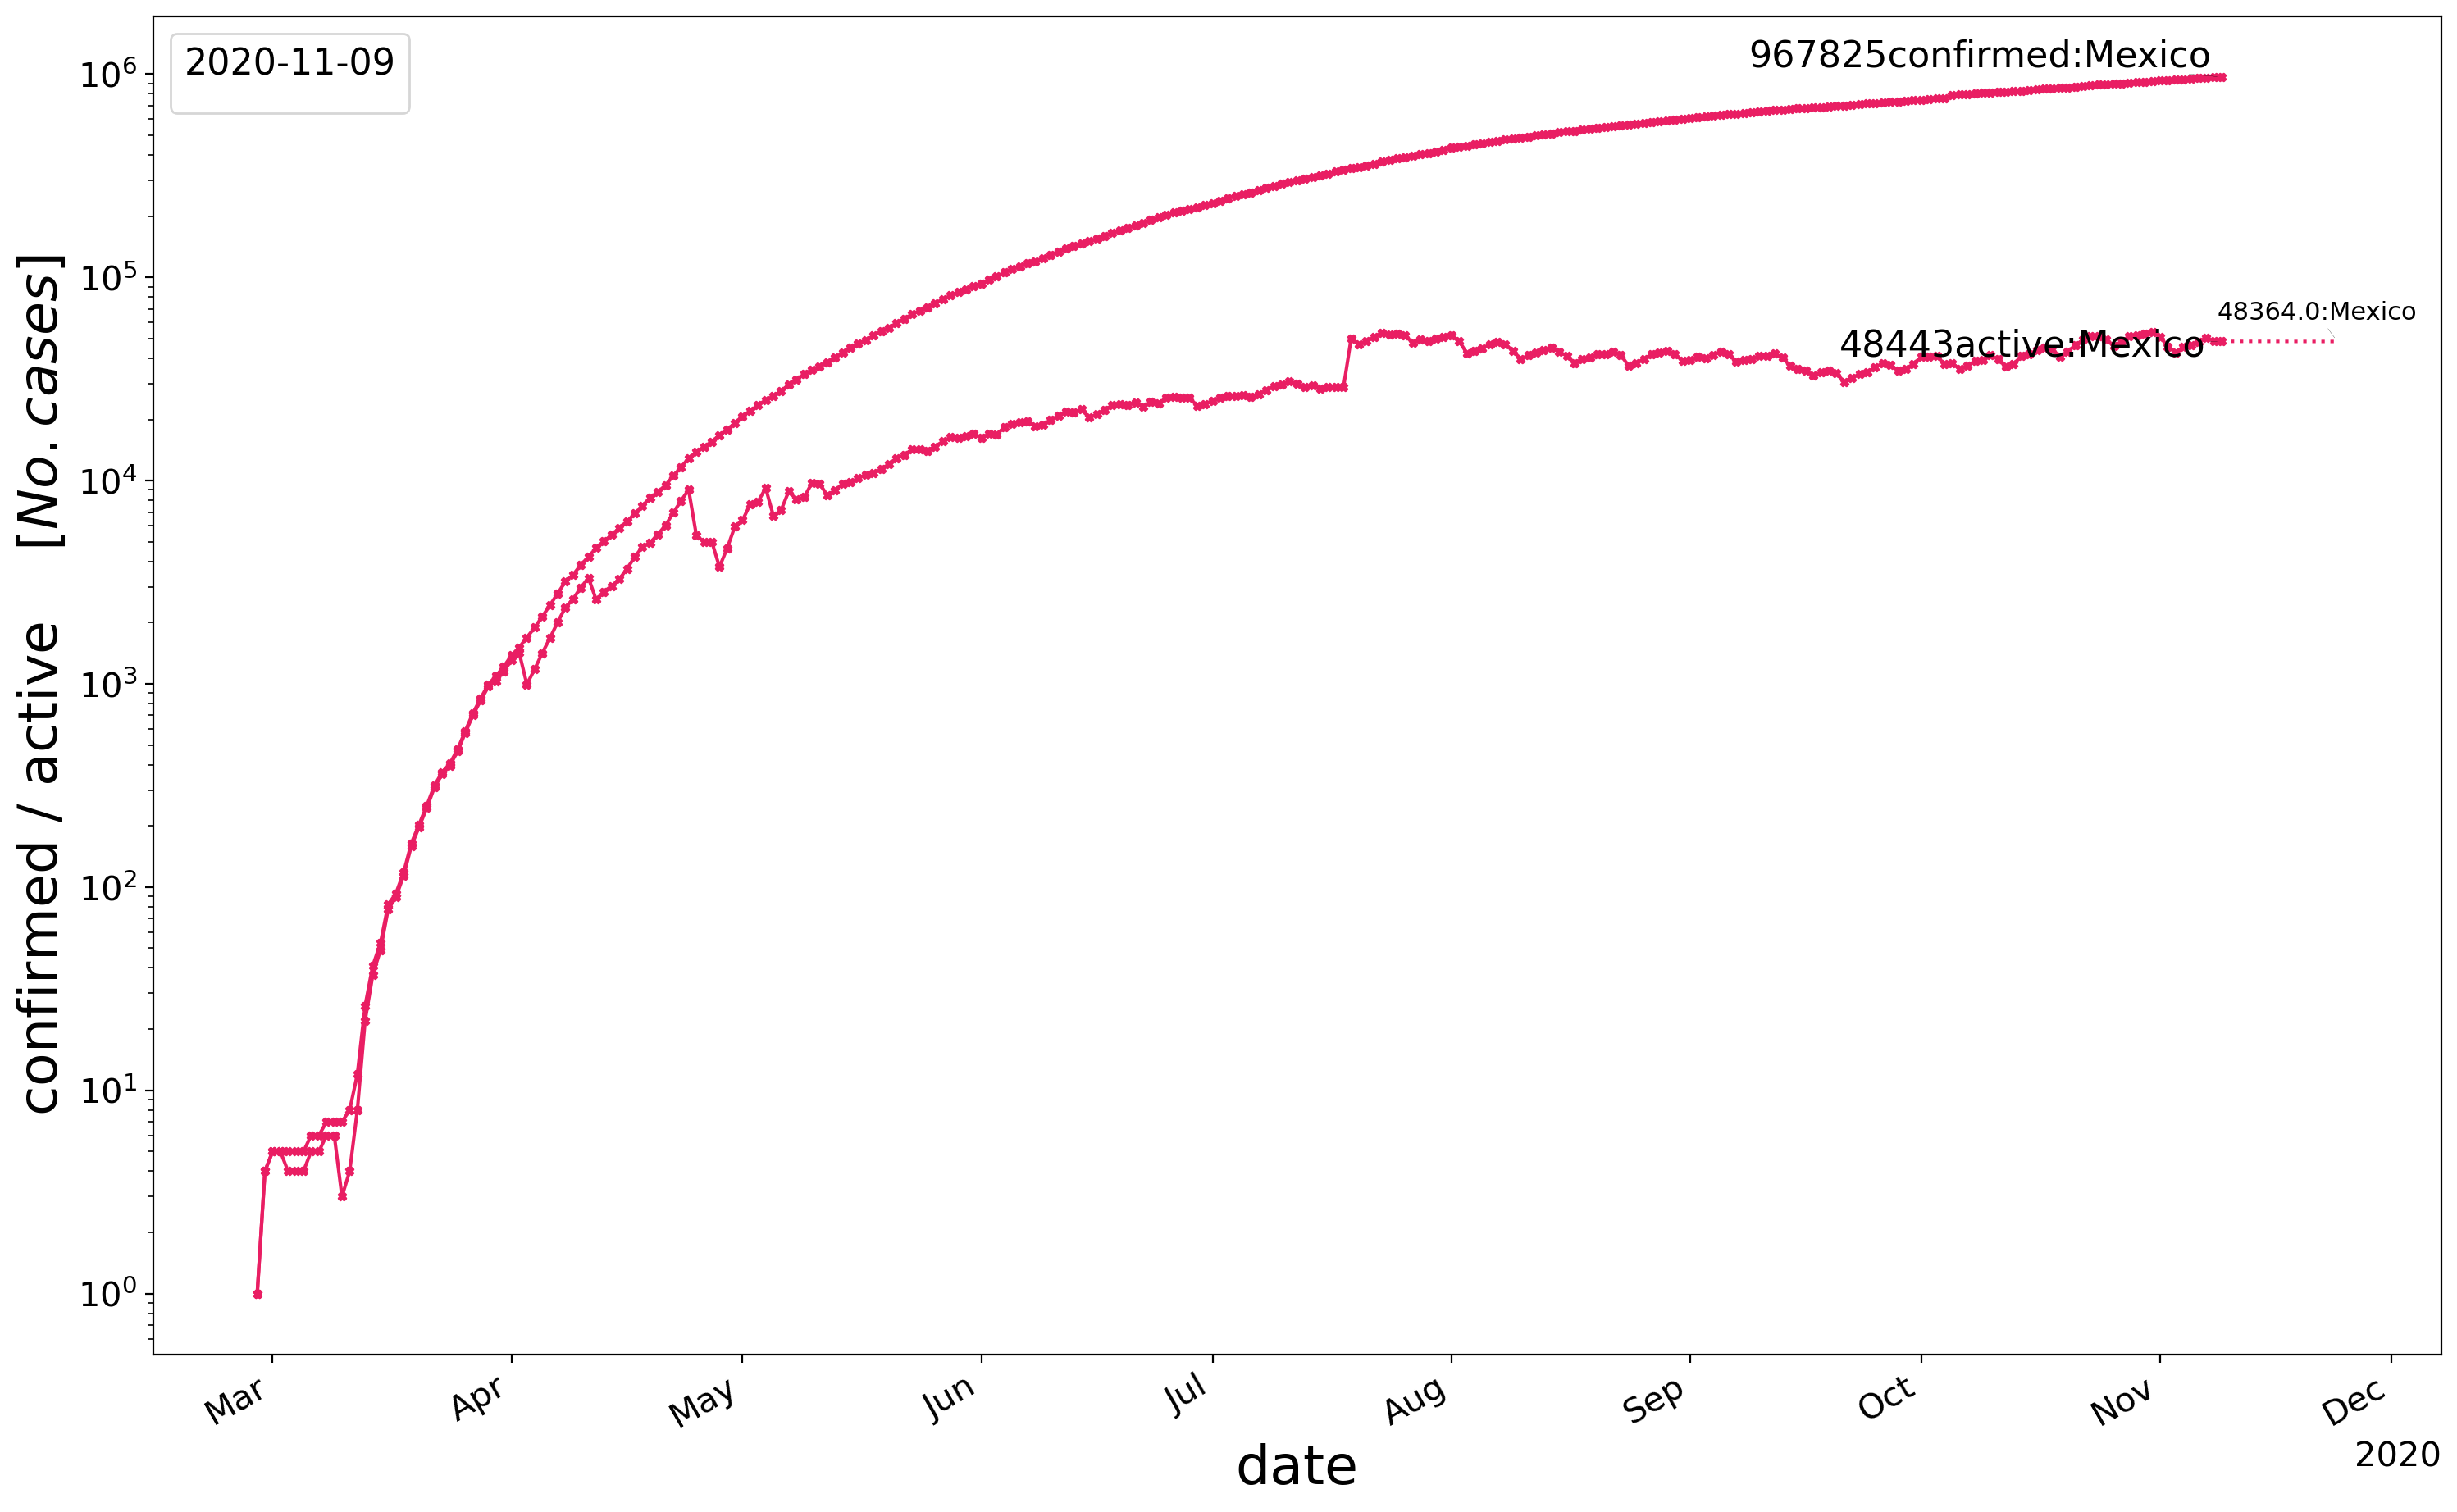 2020-11-09
967825confirmed:Mexico
48364.0:Mexico
48443active:Mexico
confirmed / active [No. cases]
10⁶
10⁵
10⁴
10³
10²
10¹
10⁰
Mar Apr May Jun Jul Aug Sep Oct Nov Dec
2020
date